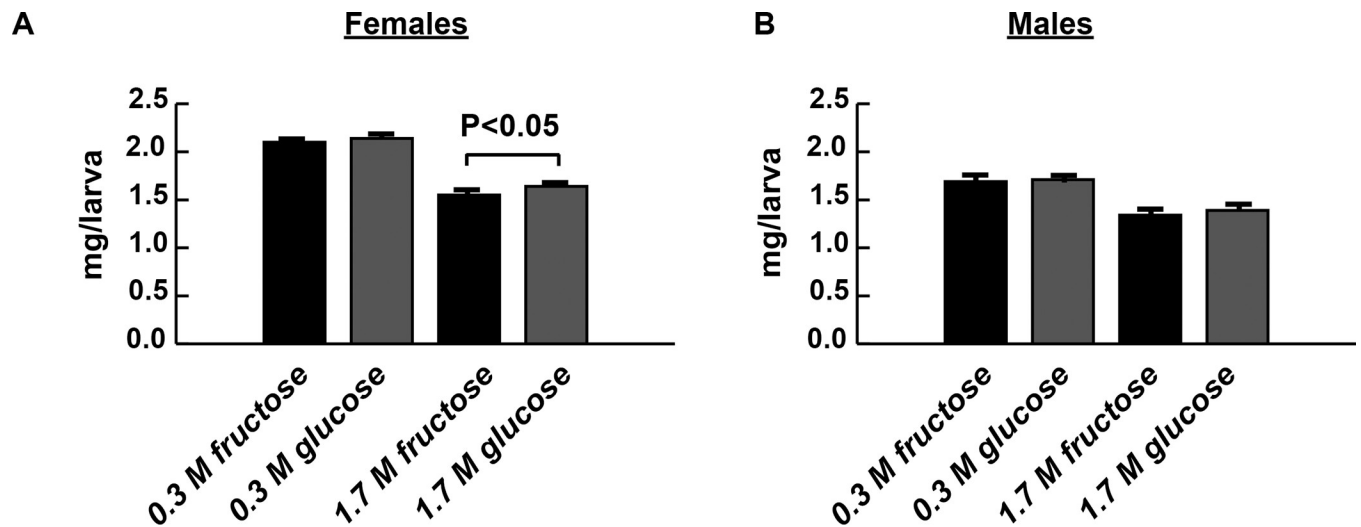 A
Females
mg/larva
2.5
2.0
1.5
1.0
0.5
0.0
P<0.05
0.3 M fructose
0.3 M glucose
1.7 M fructose
1.7 M glucose
B
Males
mg/larva
2.5
2.0
1.5
1.0
0.5
0.0
0.3 M fructose
0.3 M glucose
1.7 M fructose
1.7 M glucose